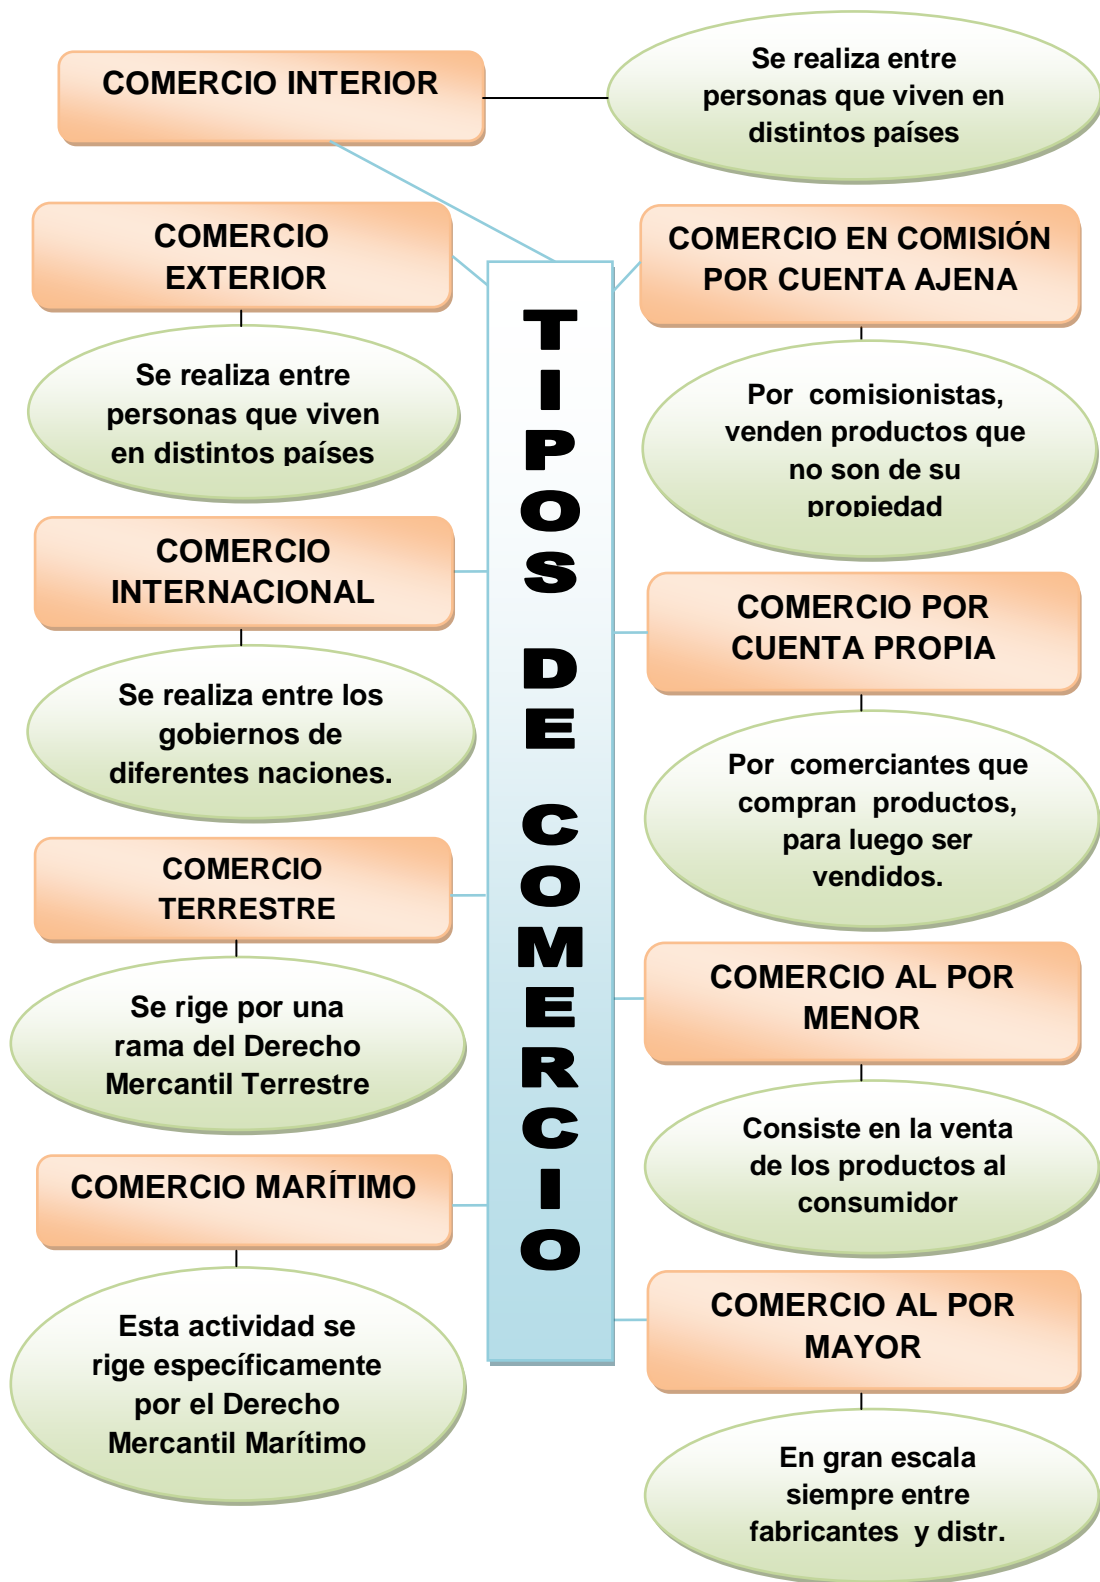 COMERCIO INTERIOR
Se realiza entre
personas que viven en
distintos países
COMERCIO
EXTERIOR
Se realiza entre
personas que viven
en distintos países
COMERCIO
INTERNACIONAL
Se realiza entre los
gobiernos de
diferentes naciones.
COMERCIO
TERRESTRE
Se rige por una
rama del Derecho
Mercantil Terrestre
COMERCIO MARÍTIMO
Esta actividad se
rige específicamente
por el Derecho
Mercantil Marítimo
TIPOS DE COMERCIO
COMERCIO EN COMISIÓN
POR CUENTA AJENA
Por comisionistas,
venden productos que
no son de su
propiedad
COMERCIO POR
CUENTA PROPIA
Por comerciantes que
compran productos,
para luego ser
vendidos.
COMERCIO AL POR
MENOR
Consiste en la venta
de los productos al
consumidor
COMERCIO AL POR
MAYOR
En gran escala
siempre entre
fabricantes y distr.